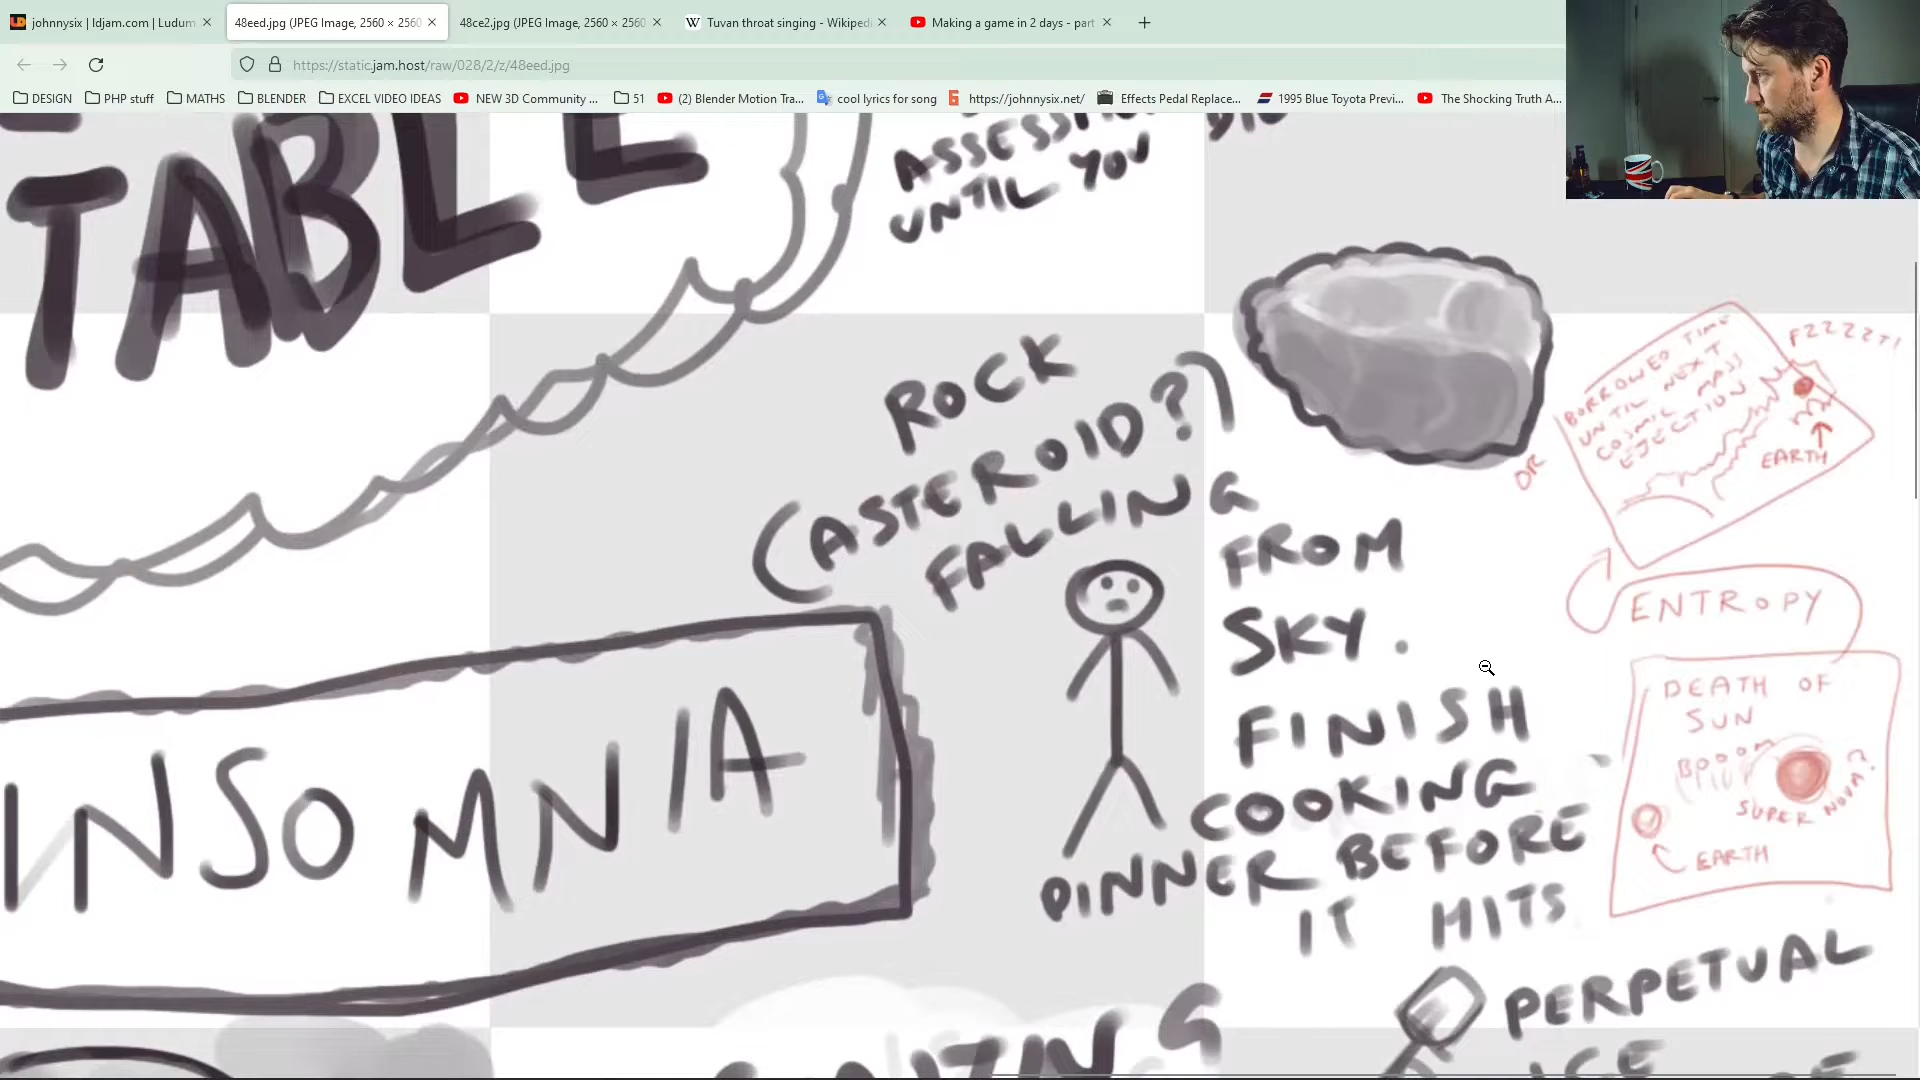 johnnysix | ldjam.com | Ludum
48eed.jpg (JPEG Image, 2560 × 2560
48ce2.jpg (JPEG Image, 2560 × 2560
Tuvan throat singing - Wikiped
Making a game in 2 days - part
https://static.jam.host/raw/028/2/z/48eed.jpg
DESIGN
PHP stuff
MATHS
BLENDER
EXCEL VIDEO IDEAS
NEW 3D Community ...
51
(2) Blender Motion Tra...
cool lyrics for song
https://johnnysix.net/
Effects Pedal Replace...
1995 Blue Toyota Previ...
The Shocking Truth A...
TABLE
UNTIL YOU
ROCK
(ASTEROID?)
FALLING
FROM
SKY.
FINISH
COOKING
DINNER BEFORE
IT HITS
INSOMNIA
OR
BORROWED TIME
UNTIL NEXT
COSMIC MASS
EJECTION
FZZZZT!
EARTH
ENTROPY
DEATH OF
SUN
BOOOM
SUPER NOVA?
EARTH
PERPETUAL